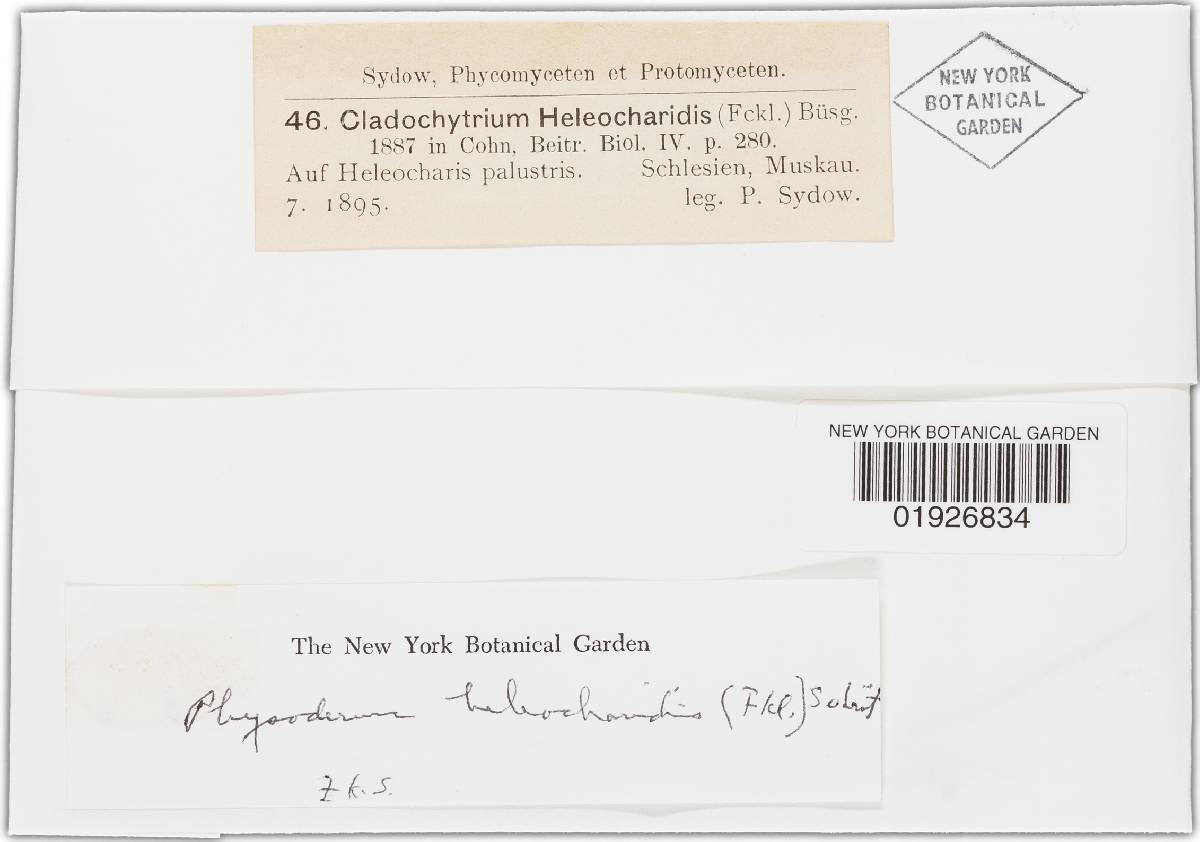 Sydow, Phycomyceten et Protomyceten.
46. Cladochytrium Heleocharidis (Fckl.) Büsg.
1887 in Cohn, Beitr. Biol. IV. p. 280.
Auf Heleocharis palustris. Schlesien, Muskau.
7. 1895. leg. P. Sydow.
NEW YORK
BOTANICAL
GARDEN
NEW YORK BOTANICAL GARDEN
01926834
The New York Botanical Garden
Physoderma heleocharidis (Fkl.) Schröt
F.K.S.